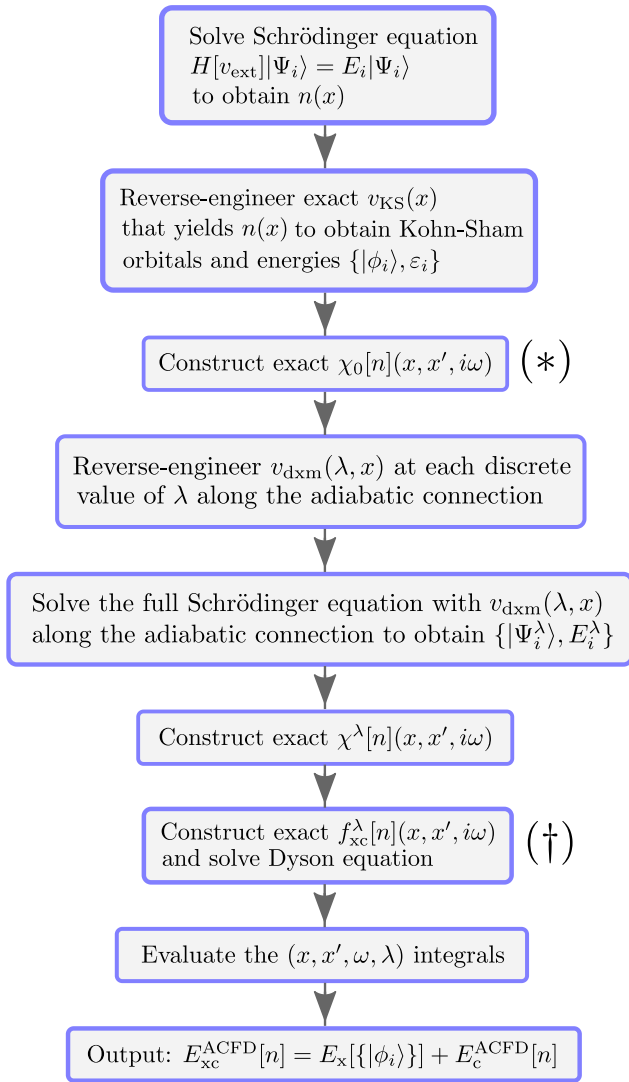 Solve Schrödinger equation
H[v_ext]|Ψ_i⟩ = E_i|Ψ_i⟩
to obtain n(x)
Reverse-engineer exact v_KS(x)
that yields n(x) to obtain Kohn-Sham
orbitals and energies {|ϕ_i⟩, ε_i}
Construct exact χ_0[n](x, x′, iω) (*)
Reverse-engineer v_dxm(λ, x) at each discrete
value of λ along the adiabatic connection
Solve the full Schrödinger equation with v_dxm(λ, x)
along the adiabatic connection to obtain {|Ψ_i^λ⟩, E_i^λ}
Construct exact χ^λ[n](x, x′, iω)
Construct exact f_xc^λ[n](x, x′, iω)
and solve Dyson equation (†)
Evaluate the (x, x′, ω, λ) integrals
Output: E_xc^ACFD[n] = E_x[{|ϕ_i⟩}] + E_c^ACFD[n]